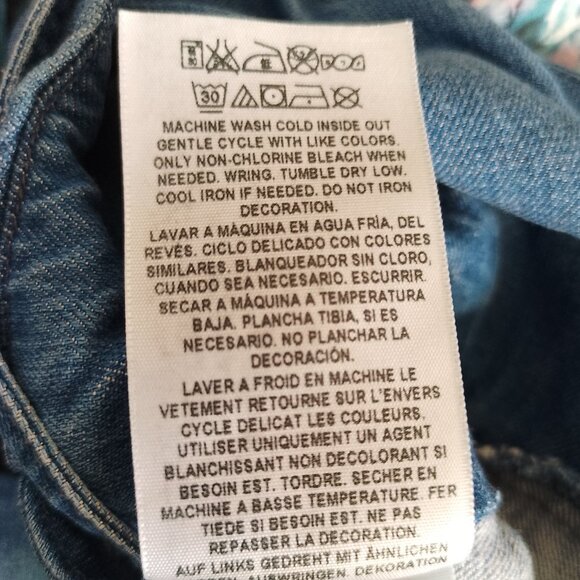 30
MACHINE WASH COLD INSIDE OUT
GENTLE CYCLE WITH LIKE COLORS.
ONLY NON-CHLORINE BLEACH WHEN
NEEDED. WRING. TUMBLE DRY LOW.
COOL IRON IF NEEDED. DO NOT IRON
DECORATION.
LAVAR A MÁQUINA EN AGUA FRÍA, DEL
REVÉS. CICLO DELICADO CON COLORES
SIMILARES. BLANQUEADOR SIN CLORO,
CUANDO SEA NECESARIO. ESCURRIR.
SECAR A MÁQUINA A TEMPERATURA
BAJA. PLANCHA TIBIA, SI ES
NECESARIO. NO PLANCHAR LA
DECORACIÓN.
LAVER A FROID EN MACHINE LE
VETEMENT RETOURNE SUR L'ENVERS
CYCLE DELICAT LES COULEURS.
UTILISER UNIQUEMENT UN AGENT
BLANCHISSANT NON DECOLORANT SI
BESOIN EST. TORDRE. SECHER EN
MACHINE A BASSE TEMPERATURE. FER
TIEDE SI BESOIN EST. NE PAS
REPASSER LA DECORATION.
AUF LINKS GEDREHT MIT ÄHNLICHEN
AUSWRINGEN. DEKORATION